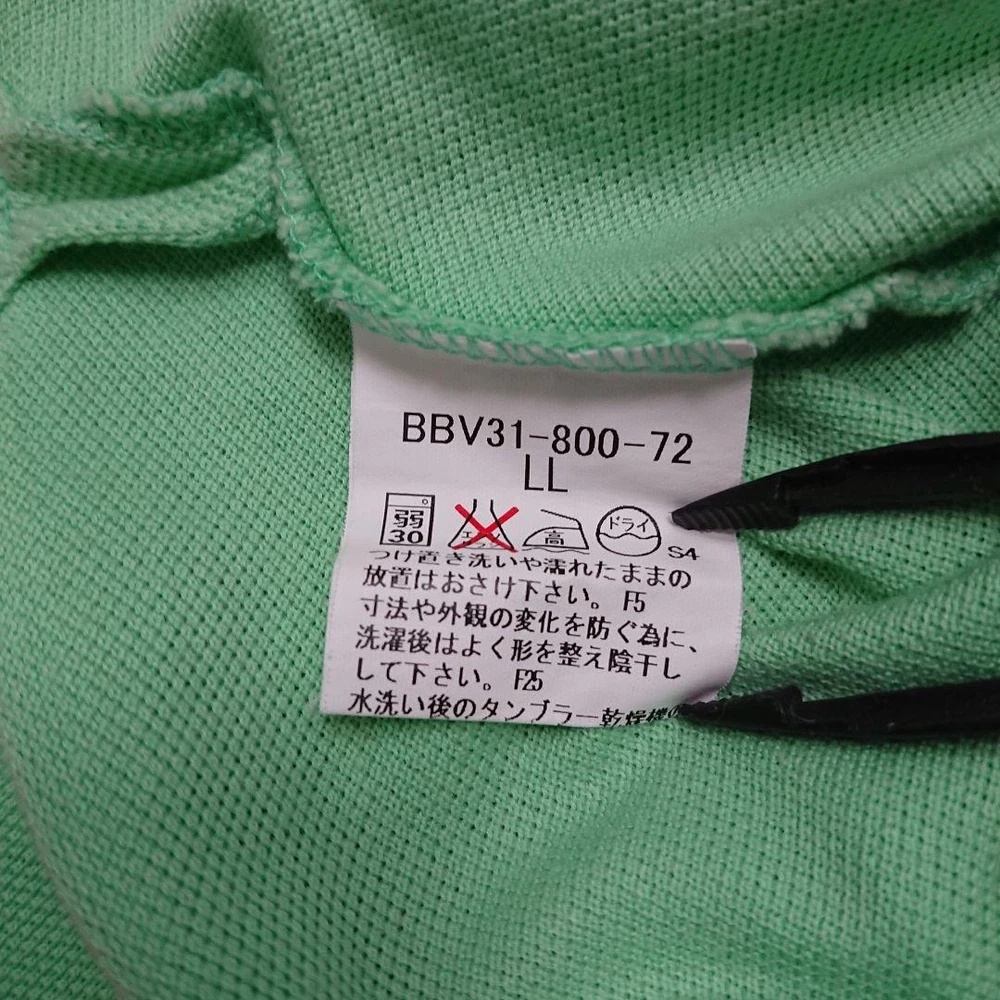 BBV31-800-72
LL
弱
30
エンソ
高
ドライ
S4
つけ置き洗いや濡れたままの
放置はおさけ下さい。 F5
寸法や外観の変化を防ぐ為に、
洗濯後はよく形を整え陰干し
して下さい。 F25
水洗い後のタンブラー乾燥機の